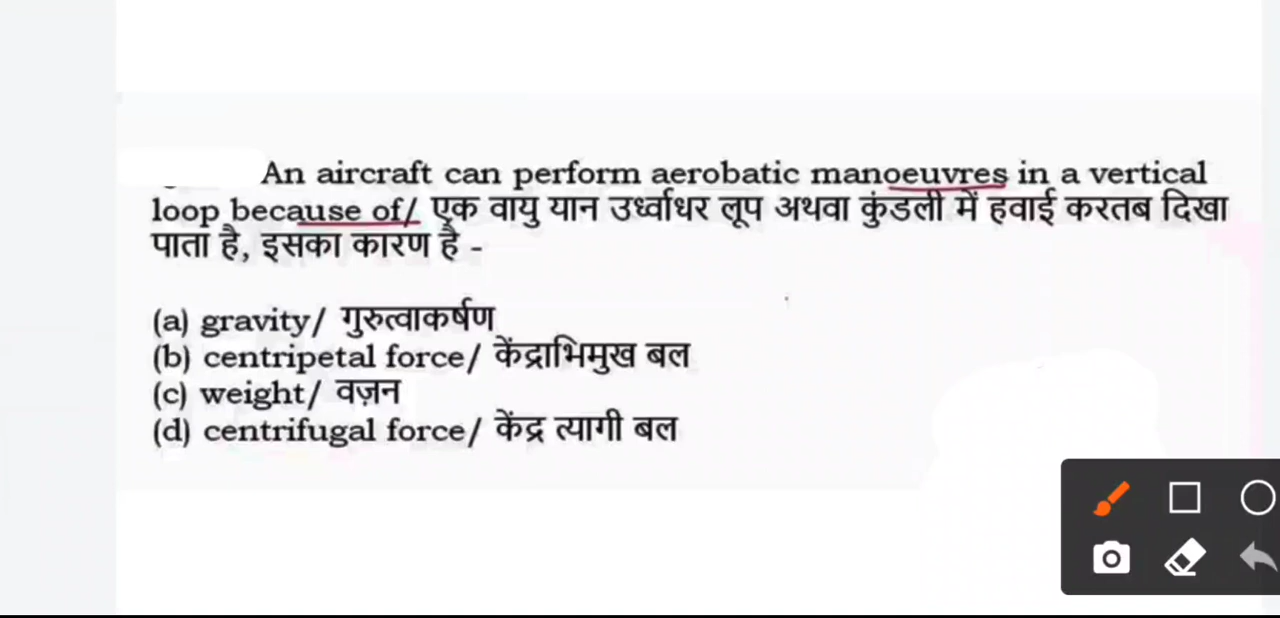 An aircraft can perform aerobatic manoeuvres in a vertical
loop because of/ एक वायु यान उर्ध्वाधर लूप अथवा कुंडली में हवाई करतब दिखा
पाता है, इसका कारण है -
(a) gravity/ गुरुत्वाकर्षण
(b) centripetal force/ केंद्राभिमुख बल
(c) weight/ वज़न
(d) centrifugal force/ केंद्र त्यागी बल